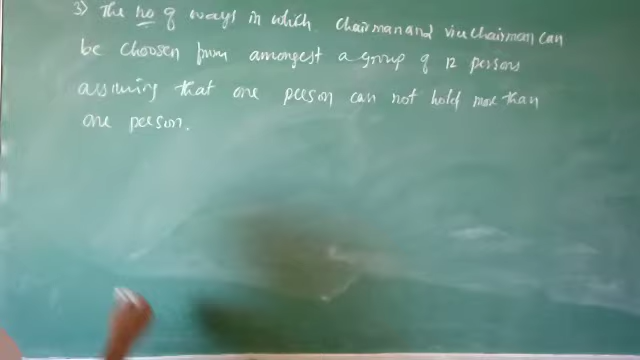 3) The no of ways in which chairman and vice chairman can
be choosen from amongest a group of 12 persons
assuming that one person can not hold more than
one person.